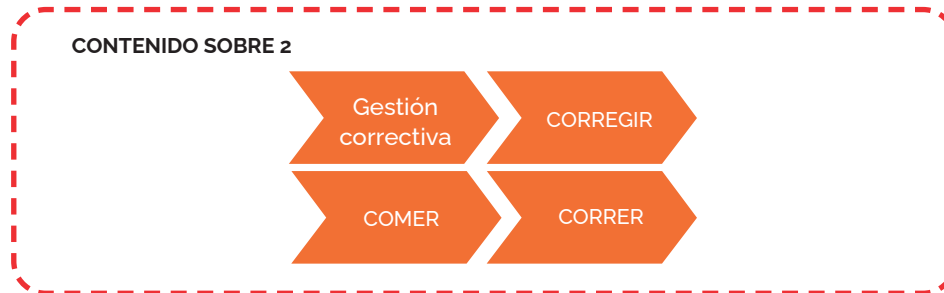 CONTENIDO SOBRE 2
Gestión
correctiva
CORREGIR
COMER
CORRER